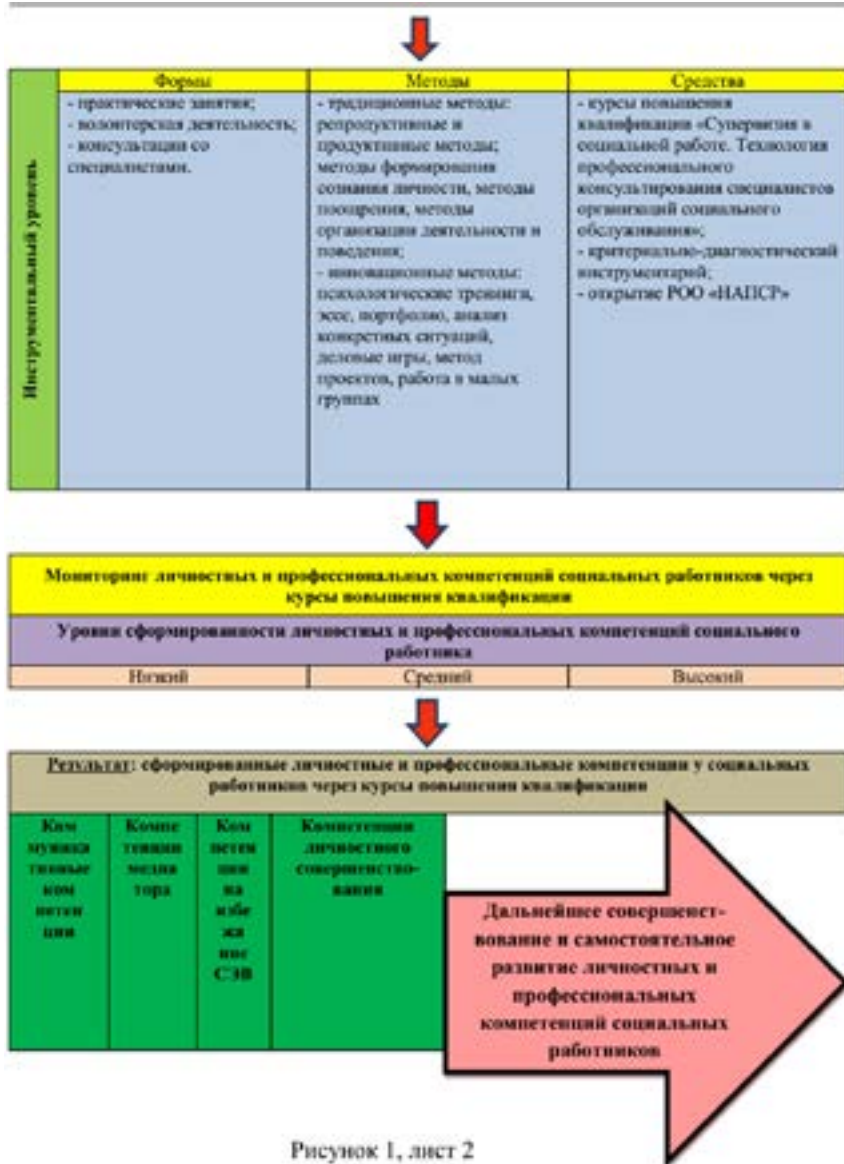 Инструментальный уровень
Формы
- практические занятия;
- волонтерская деятельность;
- консультации со
специалистами.
Методы
- традиционные методы:
репродуктивные и
продуктивные методы;
методы формирования
сознания личности, методы
поощрения, методы
организации деятельности и
поведения;
- инновационные методы:
психологические тренинги,
эссе, портфолио, анализ
конкретных ситуаций,
деловые игры, метод
проектов, работа в малых
группах
Средства
- курсы повышения
квалификации «Супервизия в
социальной работе. Технология
профессионального
консультирования специалистов
организаций социального
обслуживания»;
- критериально-диагностический
инструментарий;
- открытие РОО «НАПСР»
Мониторинг личностных и профессиональных компетенций социальных работников через
курсы повышения квалификации
Уровни сформированности личностных и профессиональных компетенций социального
работника
Низкий
Средний
Высокий
Результат: сформированные личностные и профессиональные компетенции у социальных
работников через курсы повышения квалификации
Ком
муника
тивные
ком
петен
ции
Компе
тенции
медиа
тора
Ком
петен
ции
на
избе
жа
ние
СЭВ
Компетенции
личностного
совершенство-
вания
Дальнейшее совершенст-
вование и самостоятельное
развитие личностных и
профессиональных
компетенций социальных
работников
Рисунок 1, лист 2